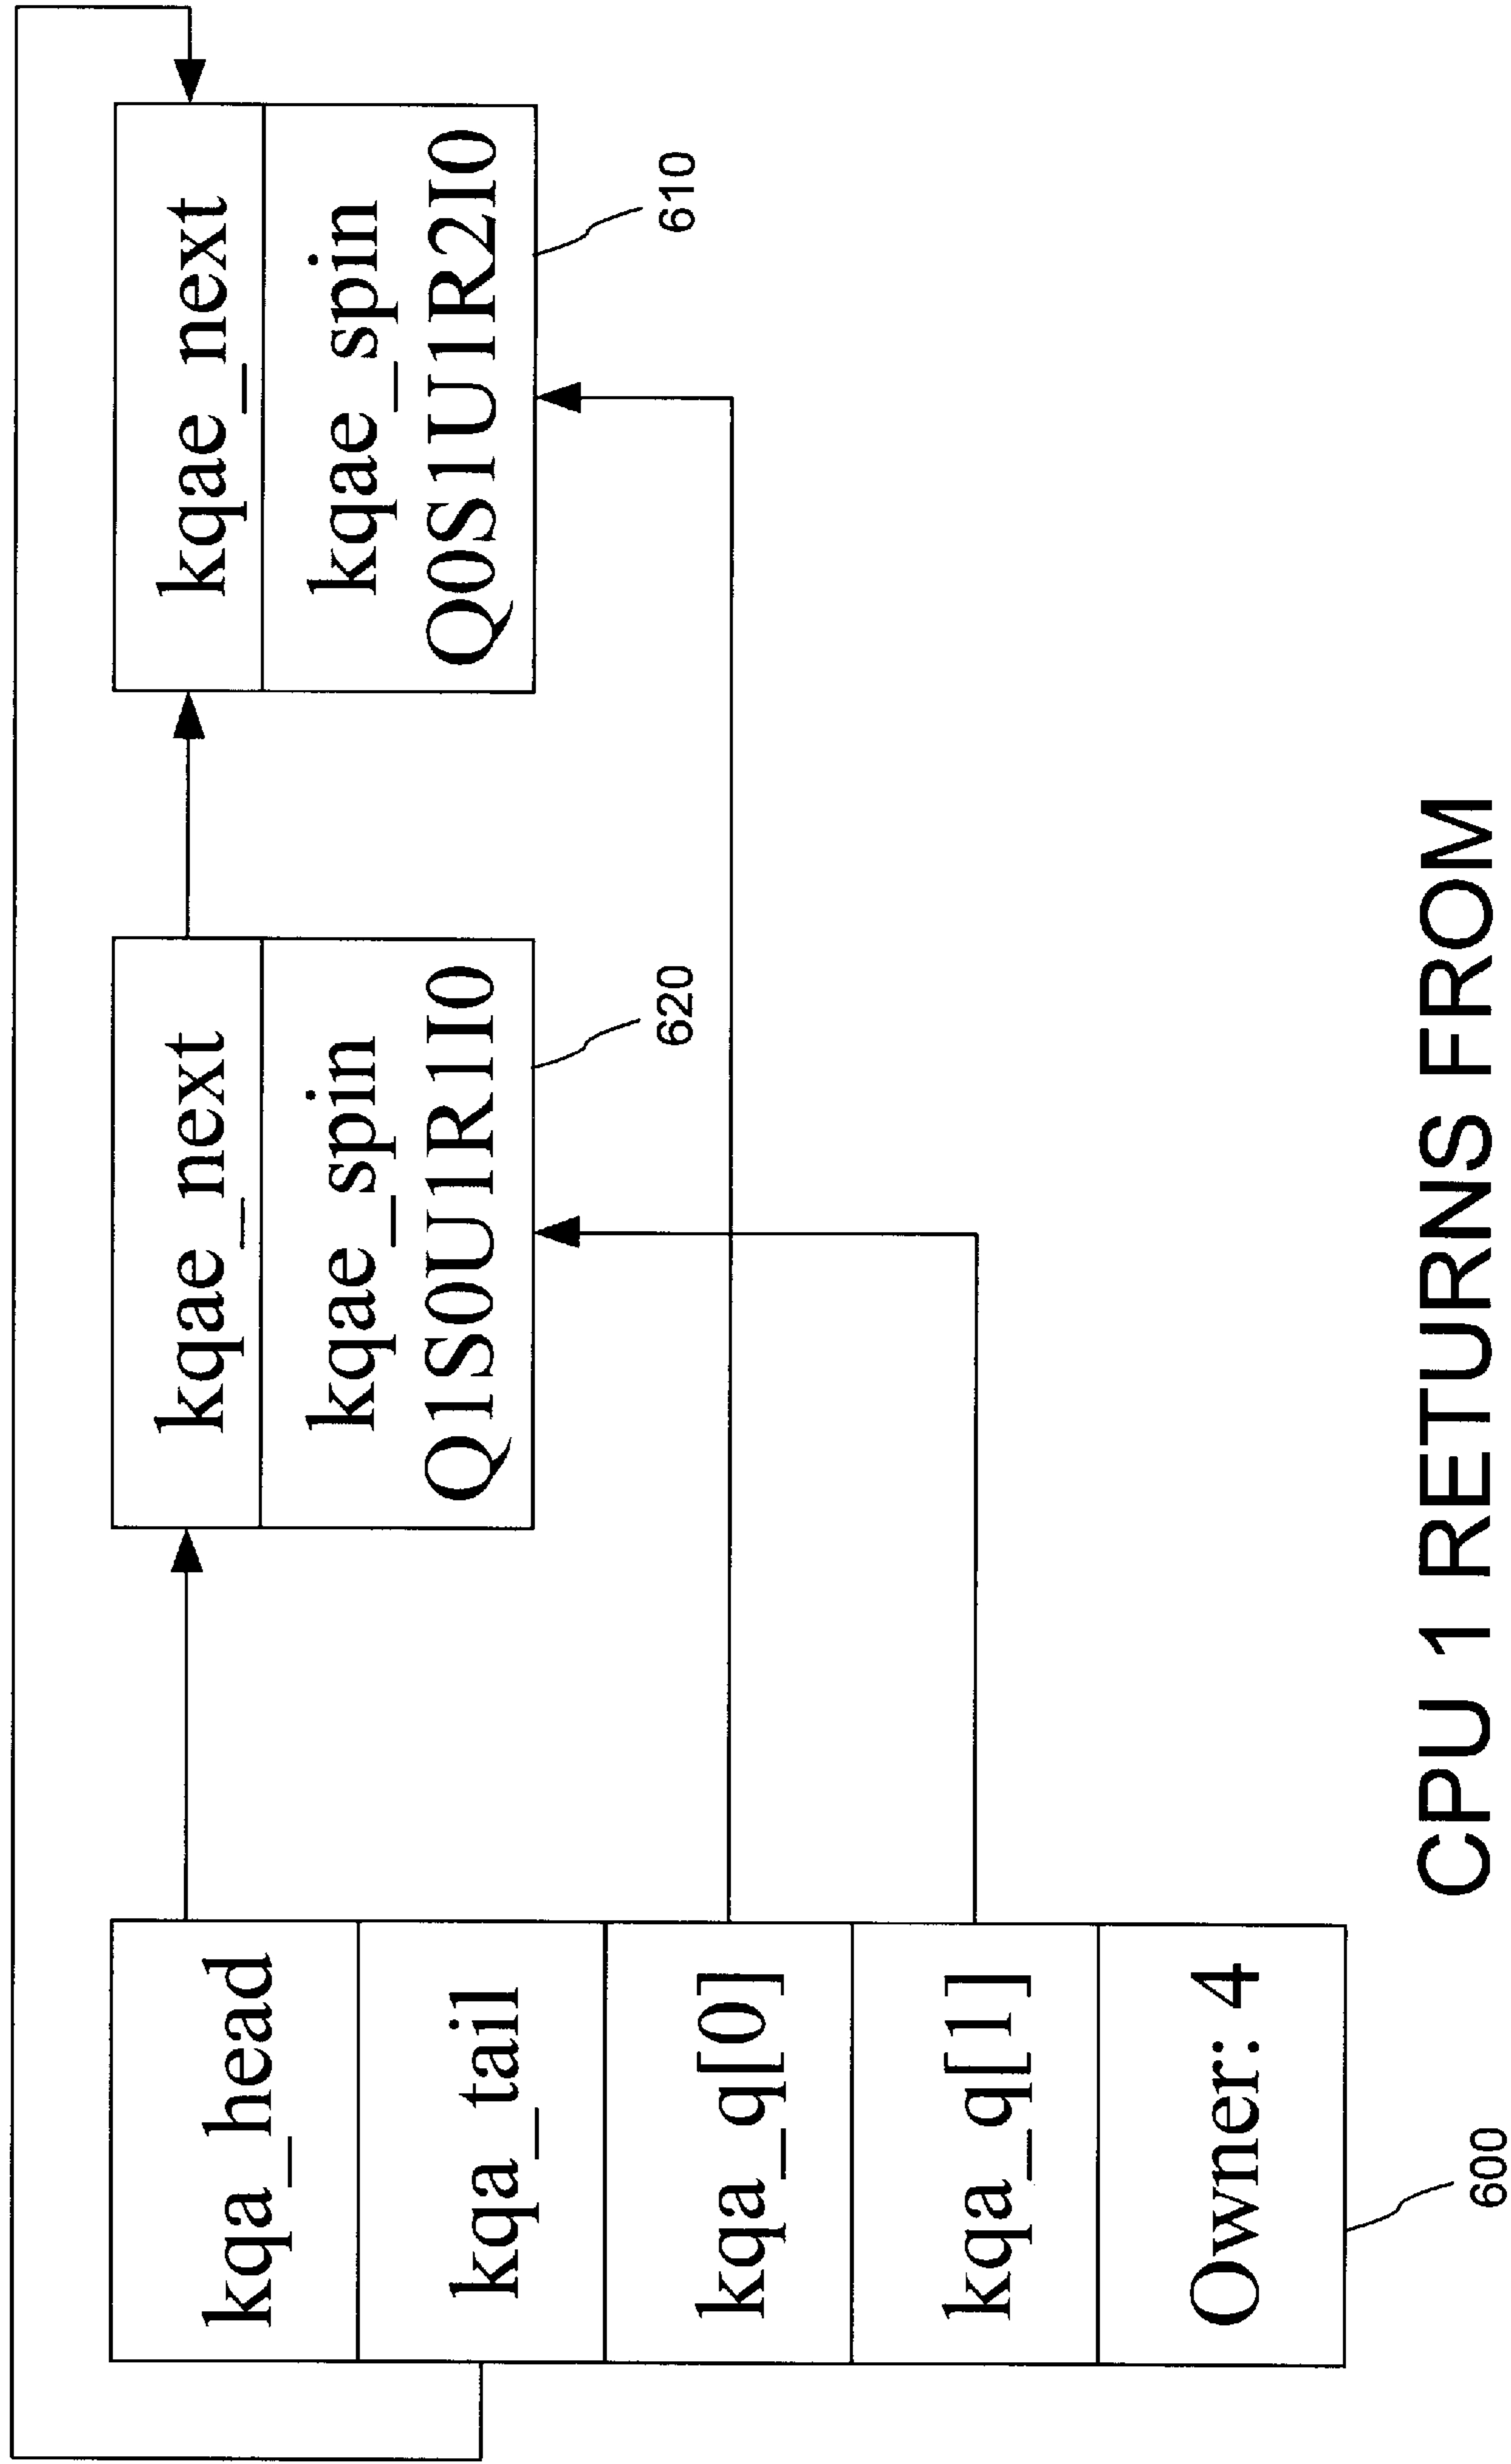 kqa_head
kqa_tail
kqa_q[0]
kqa_q[1]
Owner: 4
600
kqae_next
kqae_spin
Q1S0U1R1I0
620
kqae_next
kqae_spin
Q0S1U1R2I0
610
CPU 1 RETURNS FROM